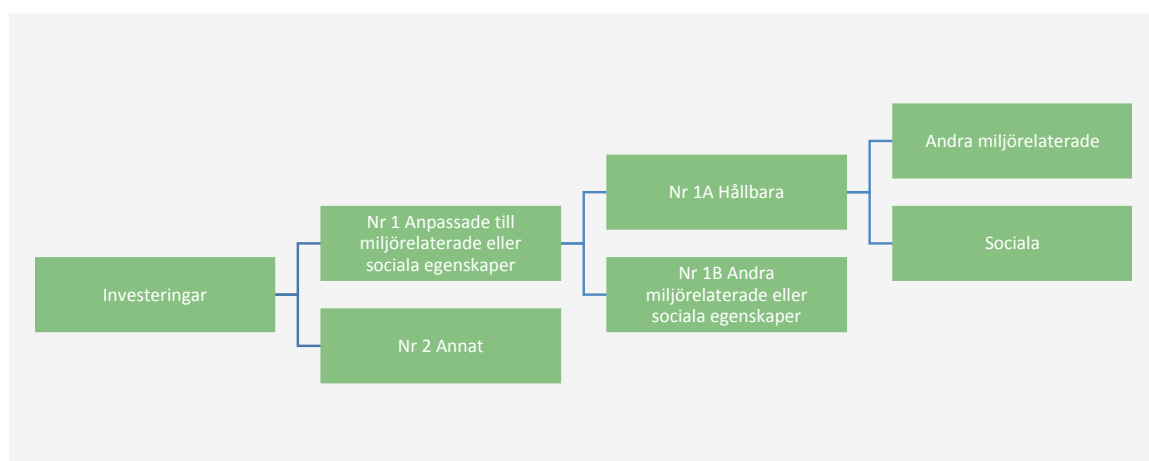 Investeringar
Nr 1 Anpassade till
miljörelaterade eller
sociala egenskaper
Nr 2 Annat
Nr 1A Hållbara
Nr 1B Andra
miljörelaterade eller
sociala egenskaper
Andra miljörelaterade
Sociala